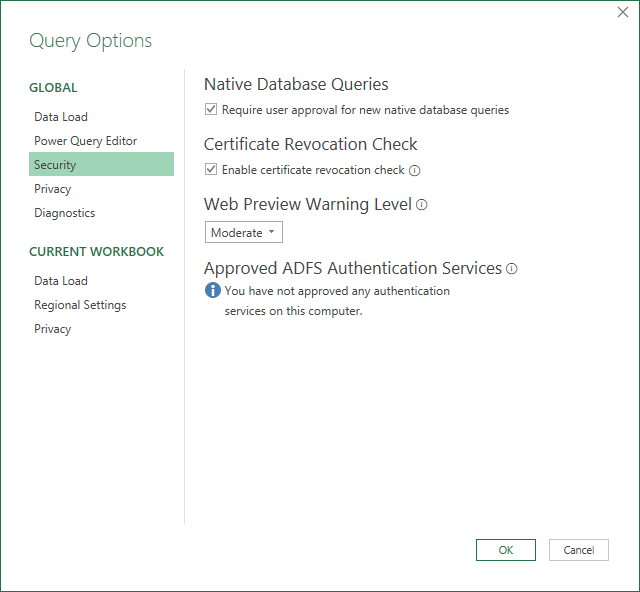 Query Options
GLOBAL
Data Load
Power Query Editor
Security
Privacy
Diagnostics
CURRENT WORKBOOK
Data Load
Regional Settings
Privacy
Native Database Queries
Require user approval for new native database queries
Certificate Revocation Check
Enable certificate revocation check
Web Preview Warning Level
Moderate
Approved ADFS Authentication Services
You have not approved any authentication
services on this computer.
OK
Cancel